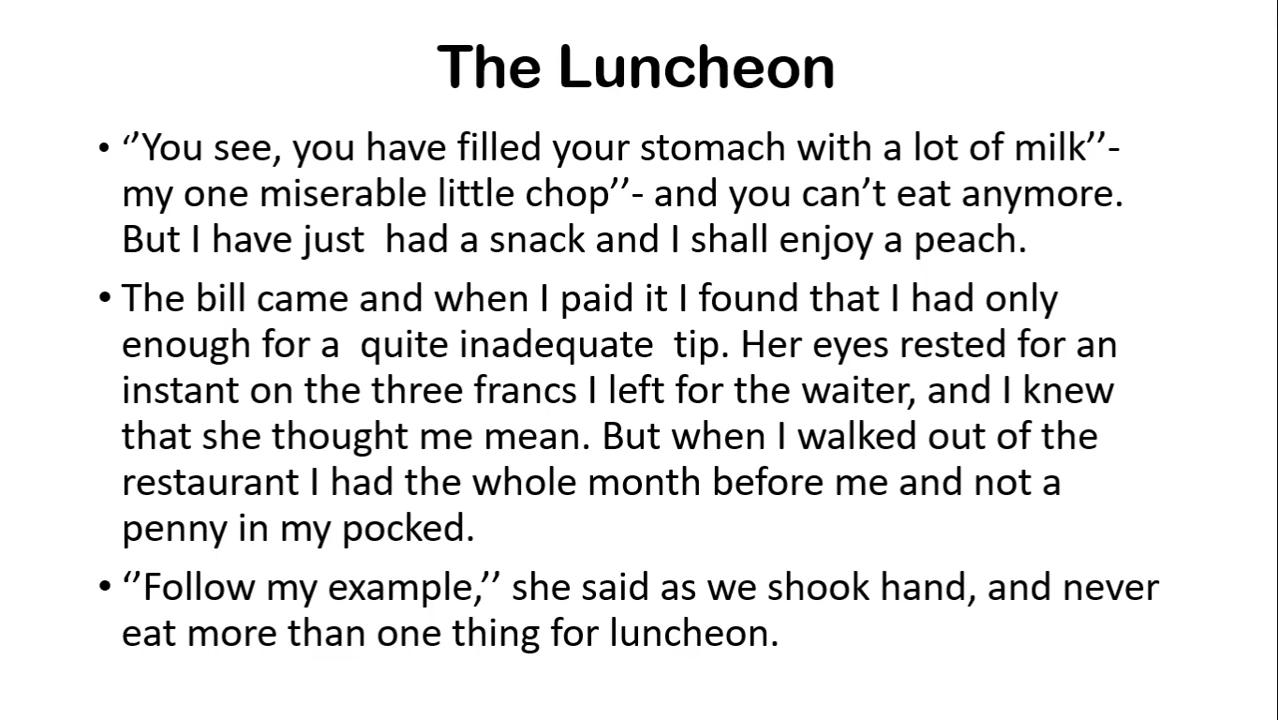 The Luncheon
• ‘’You see, you have filled your stomach with a lot of milk’’-
my one miserable little chop’’- and you can’t eat anymore.
But I have just  had a snack and I shall enjoy a peach.
• The bill came and when I paid it I found that I had only
enough for a  quite inadequate  tip. Her eyes rested for an
instant on the three francs I left for the waiter, and I knew
that she thought me mean. But when I walked out of the
restaurant I had the whole month before me and not a
penny in my pocked.
• ‘’Follow my example,’’ she said as we shook hand, and never
eat more than one thing for luncheon.